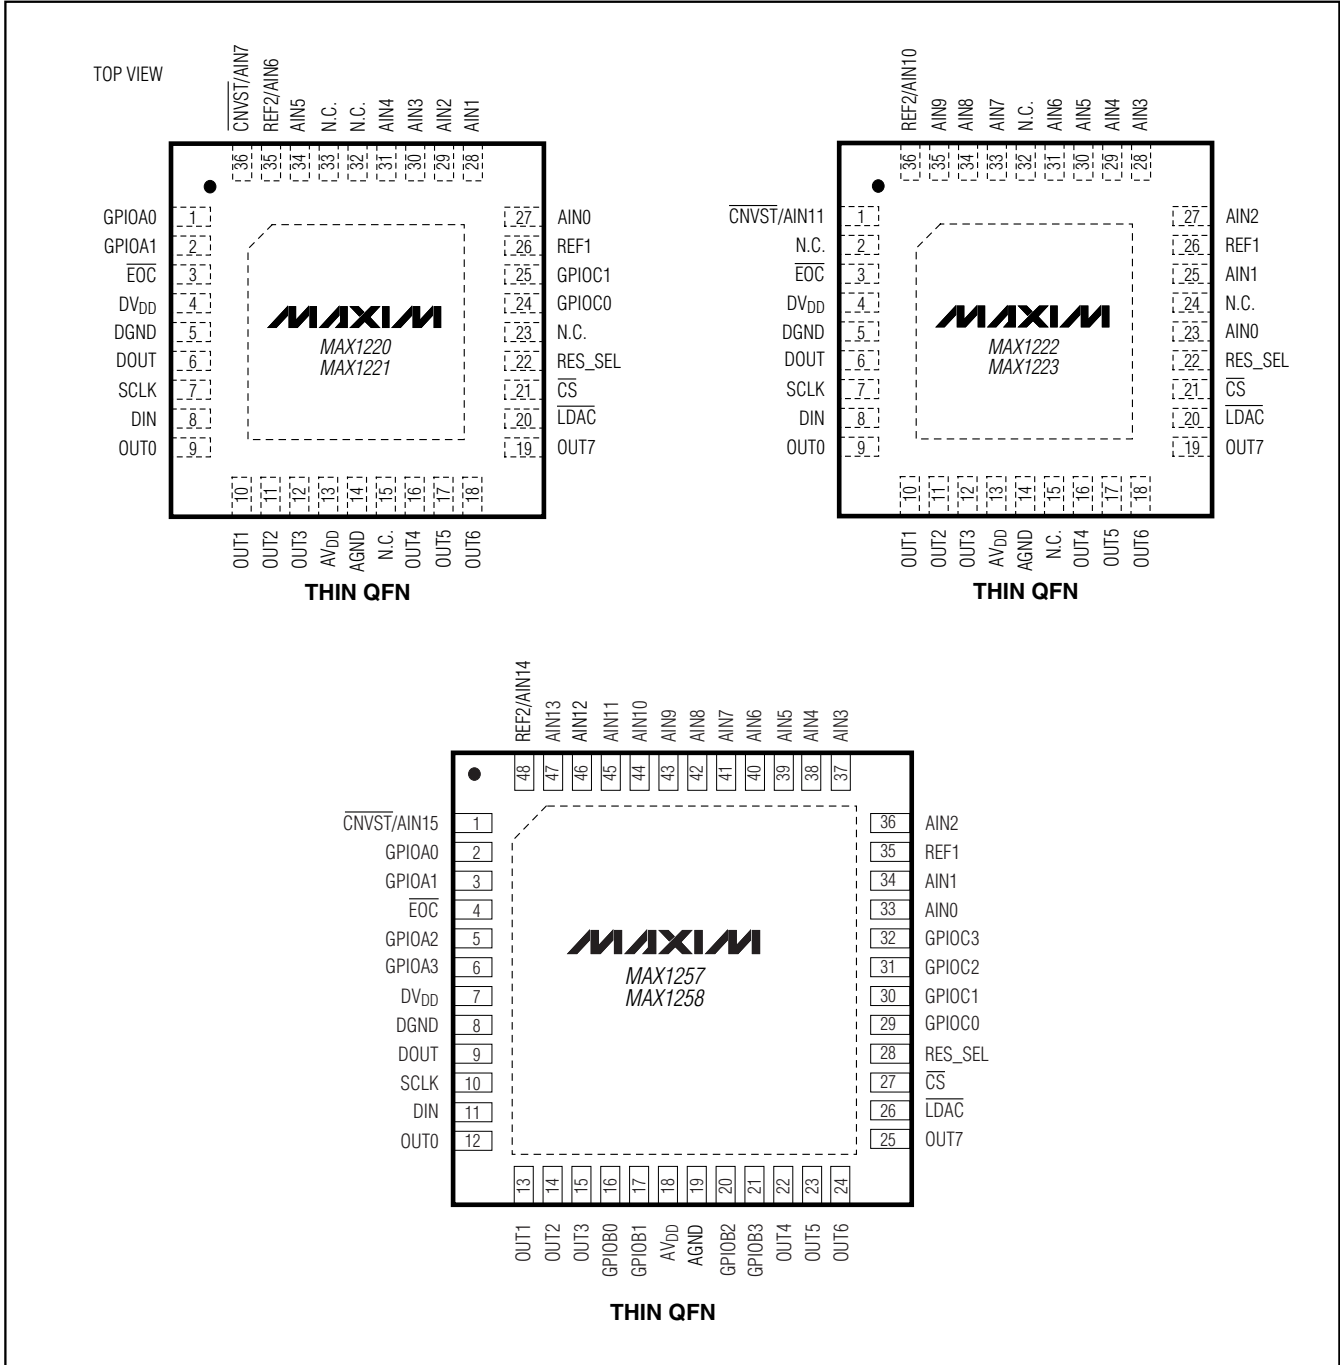 TOP VIEW
CNVST/AIN7
REF2/AIN6
AIN5
N.C.
N.C.
AIN4
AIN3
AIN2
AIN1
36 35 34 33 32 31 30 29 28
GPIOA0 1
GPIOA1 2
EOC 3
DVDD 4
DGND 5
DOUT 6
SCLK 7
DIN 8
OUT0 9
MAXIM
MAX1220
MAX1221
27 AIN0
26 REF1
25 GPIOC1
24 GPIOC0
23 N.C.
22 RES_SEL
21 CS
20 LDAC
19 OUT7
10 11 12 13 14 15 16 17 18
OUT1
OUT2
OUT3
AVDD
AGND
N.C.
OUT4
OUT5
OUT6
THIN QFN
REF2/AIN10
AIN9
AIN8
AIN7
N.C.
AIN6
AIN5
AIN4
AIN3
36 35 34 33 32 31 30 29 28
CNVST/AIN11 1
N.C. 2
EOC 3
DVDD 4
DGND 5
DOUT 6
SCLK 7
DIN 8
OUT0 9
MAXIM
MAX1222
MAX1223
27 AIN2
26 REF1
25 AIN1
24 N.C.
23 AIN0
22 RES_SEL
21 CS
20 LDAC
19 OUT7
10 11 12 13 14 15 16 17 18
OUT1
OUT2
OUT3
AVDD
AGND
N.C.
OUT4
OUT5
OUT6
THIN QFN
REF2/AIN14
AIN13
AIN12
AIN11
AIN10
AIN9
AIN8
AIN7
AIN6
AIN5
AIN4
AIN3
48 47 46 45 44 43 42 41 40 39 38 37
CNVST/AIN15 1
GPIOA0 2
GPIOA1 3
EOC 4
GPIOA2 5
GPIOA3 6
DVDD 7
DGND 8
DOUT 9
SCLK 10
DIN 11
OUT0 12
MAXIM
MAX1257
MAX1258
36 AIN2
35 REF1
34 AIN1
33 AIN0
32 GPIOC3
31 GPIOC2
30 GPIOC1
29 GPIOC0
28 RES_SEL
27 CS
26 LDAC
25 OUT7
13 14 15 16 17 18 19 20 21 22 23 24
OUT1
OUT2
OUT3
GPIOB0
GPIOB1
AVDD
AGND
GPIOB2
GPIOB3
OUT4
OUT5
OUT6
THIN QFN